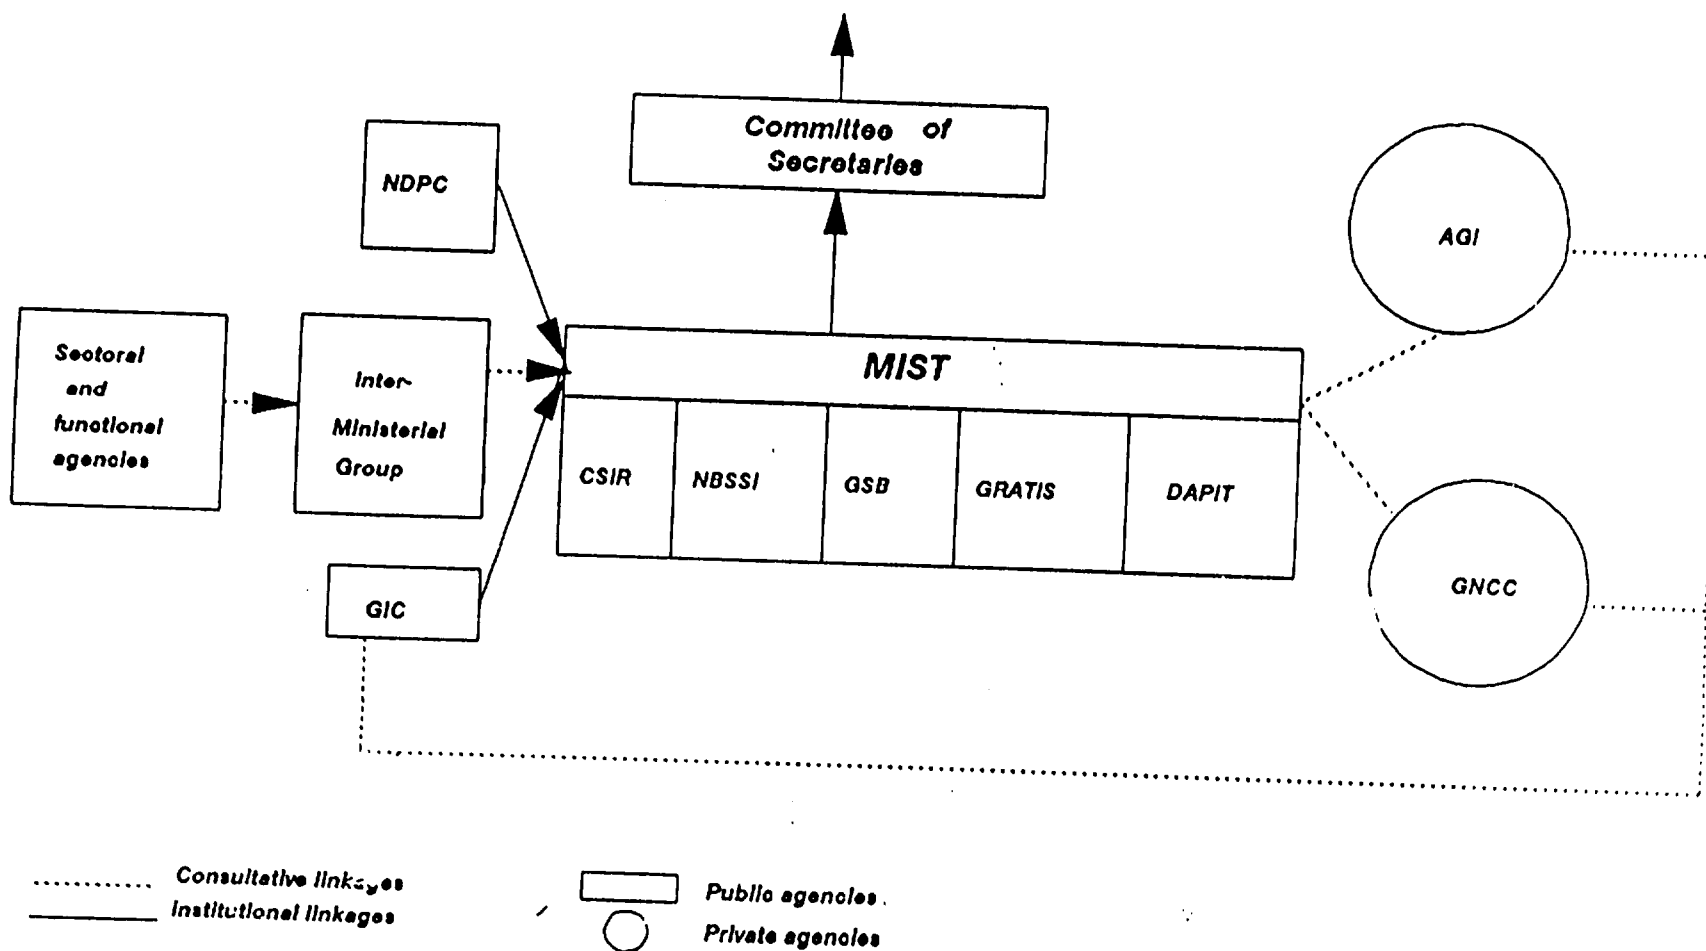 Committee of
Secretaries
NDPC
AGI
Sectoral
and
functional
agencies
Inter-
Ministerial
Group
MIST
CSIR
NBSSI
GSB
GRATIS
DAPIT
GIC
GNCC
Consultative linkages
Institutional linkages
Public agencies
Private agencies